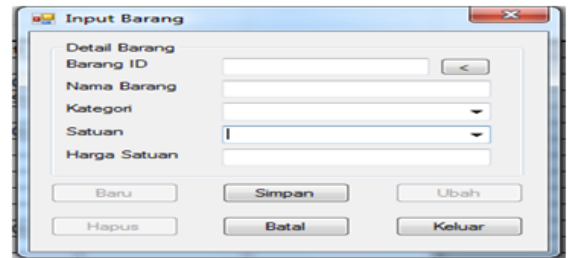 Input Barang
Detail Barang
Barang ID <
Nama Barang
Kategori
Satuan
Harga Satuan
Baru Simpan Ubah
Hapus Batal Keluar